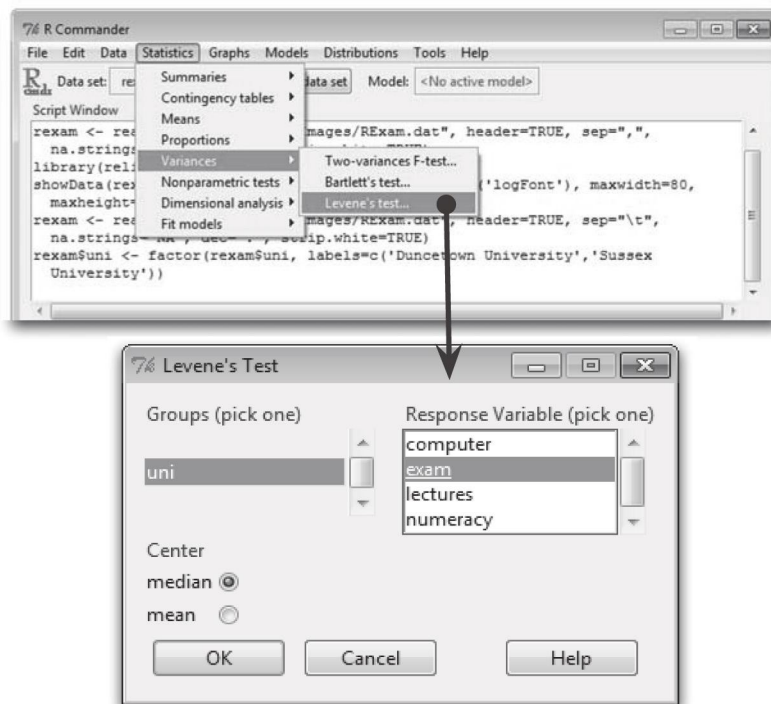 R Commander
File Edit Data Statistics Graphs Models Distributions Tools Help
R Data set: re ata set Model: <No active model>
cmdr
Script Window
Summaries
Contingency tables
Means
Proportions
Variances
Nonparametric tests
Dimensional analysis
Fit models
Two-variances F-test...
Bartlett's test...
Levene's test...
rexam <- rea mages/RExam.dat", header=TRUE, sep=",",
na.strings
library(reli
showData(rex ('logFont'), maxwidth=80,
maxheight=
rexam <- rea mages/RExam.dat", header=TRUE, sep="\t",
na.strings="NA", dec=".", strip.white=TRUE)
rexam$uni <- factor(rexam$uni, labels=c('Duncetown University','Sussex
University'))
Levene's Test
Groups (pick one)
uni
Response Variable (pick one)
computer
exam
lectures
numeracy
Center
median
mean
OK Cancel Help